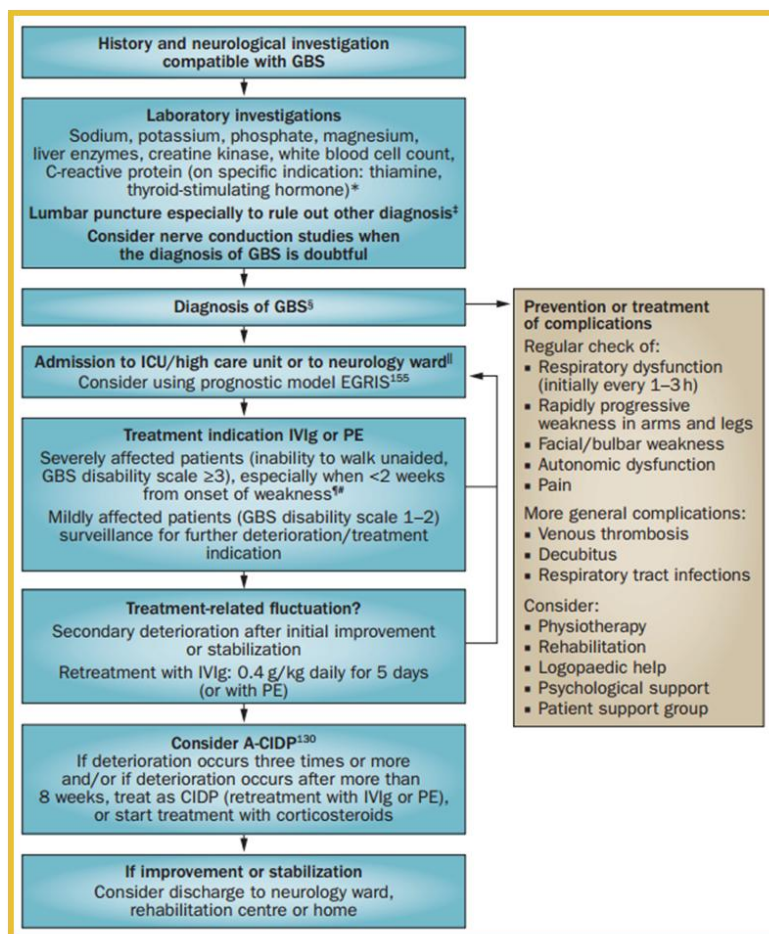 History and neurological investigation
compatible with GBS
Laboratory investigations
Sodium, potassium, phosphate, magnesium,
liver enzymes, creatine kinase, white blood cell count,
C-reactive protein (on specific indication: thiamine,
thyroid-stimulating hormone)*
Lumbar puncture especially to rule out other diagnosis‡
Consider nerve conduction studies when
the diagnosis of GBS is doubtful
Diagnosis of GBS§
Admission to ICU/high care unit or to neurology ward||
Consider using prognostic model EGRIS155
Treatment indication IVIg or PE
Severely affected patients (inability to walk unaided,
GBS disability scale ≥3), especially when <2 weeks
from onset of weakness¶#
Mildly affected patients (GBS disability scale 1–2)
surveillance for further deterioration/treatment
indication
Treatment-related fluctuation?
Secondary deterioration after initial improvement
or stabilization
Retreatment with IVIg: 0.4 g/kg daily for 5 days
(or with PE)
Consider A-CIDP130
If deterioration occurs three times or more
and/or if deterioration occurs after more than
8 weeks, treat as CIDP (retreatment with IVIg or PE),
or start treatment with corticosteroids
If improvement or stabilization
Consider discharge to neurology ward,
rehabilitation centre or home
Prevention or treatment
of complications
Regular check of:
▪ Respiratory dysfunction
(initially every 1–3 h)
▪ Rapidly progressive
weakness in arms and legs
▪ Facial/bulbar weakness
▪ Autonomic dysfunction
▪ Pain
More general complications:
▪ Venous thrombosis
▪ Decubitus
▪ Respiratory tract infections
Consider:
▪ Physiotherapy
▪ Rehabilitation
▪ Logopaedic help
▪ Psychological support
▪ Patient support group